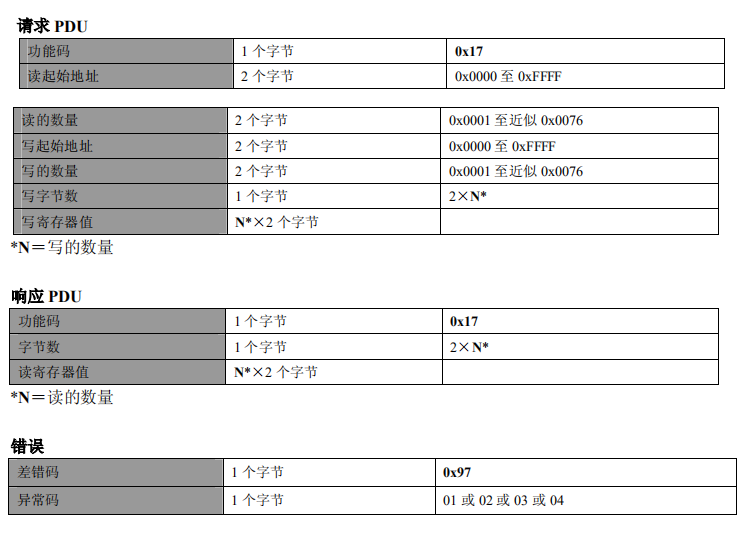 请求 PDU
功能码 1 个字节 0x17
读起始地址 2 个字节 0x0000 至 0xFFFF
读的数量 2 个字节 0x0001 至近似 0x0076
写起始地址 2 个字节 0x0000 至 0xFFFF
写的数量 2 个字节 0x0001 至近似 0x0076
写字节数 1 个字节 2×N*
写寄存器值 N*×2 个字节
*N＝写的数量
响应 PDU
功能码 1 个字节 0x17
字节数 1 个字节 2×N*
读寄存器值 N*×2 个字节
*N＝读的数量
错误
差错码 1 个字节 0x97
异常码 1 个字节 01 或 02 或 03 或 04